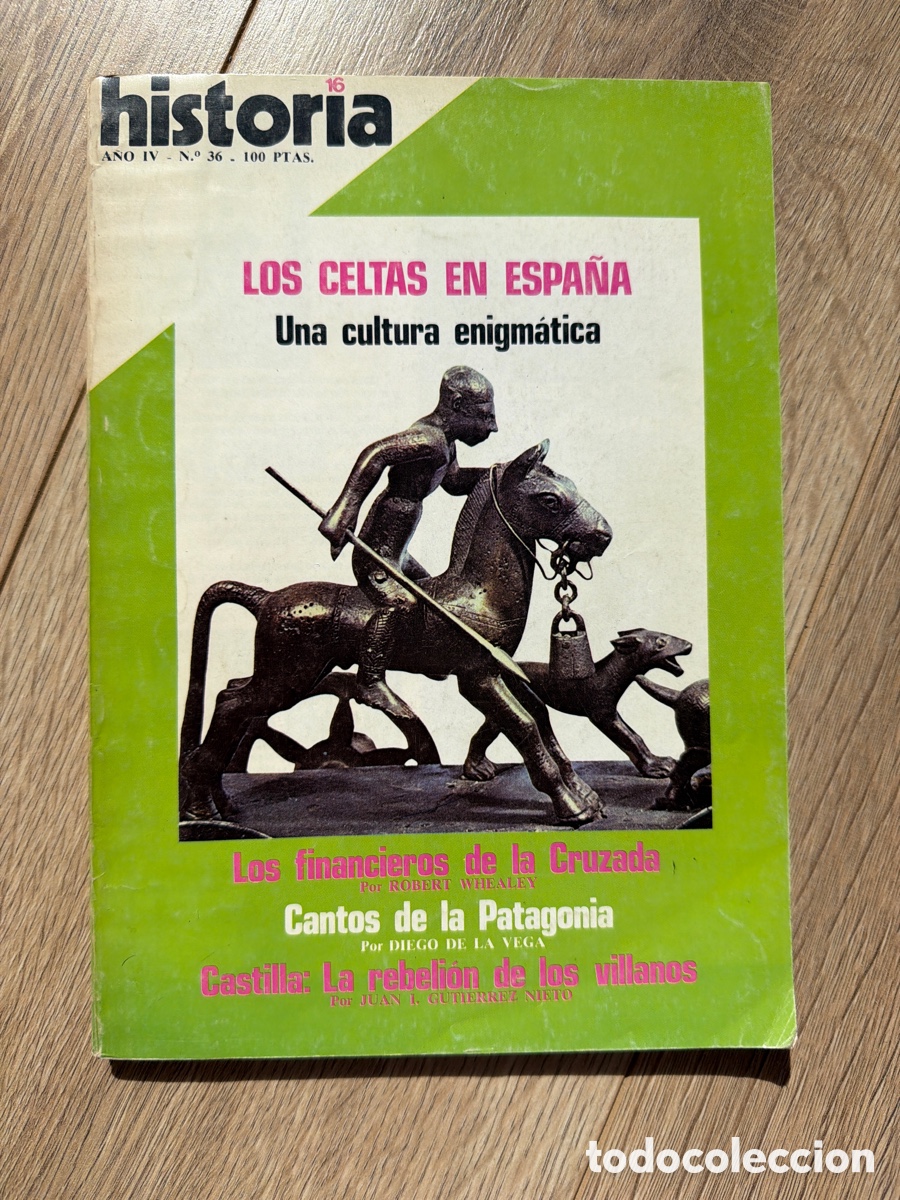 historia
16
AÑO IV - N.º 36 - 100 PTAS.
LOS CELTAS EN ESPAÑA
Una cultura enigmática
Los financieros de la Cruzada
Por ROBERT WHEALEY
Cantos de la Patagonia
Por DIEGO DE LA VEGA
Castilla: La rebelión de los villanos
Por JUAN I. GUTIERREZ NIETO
todocoleccion